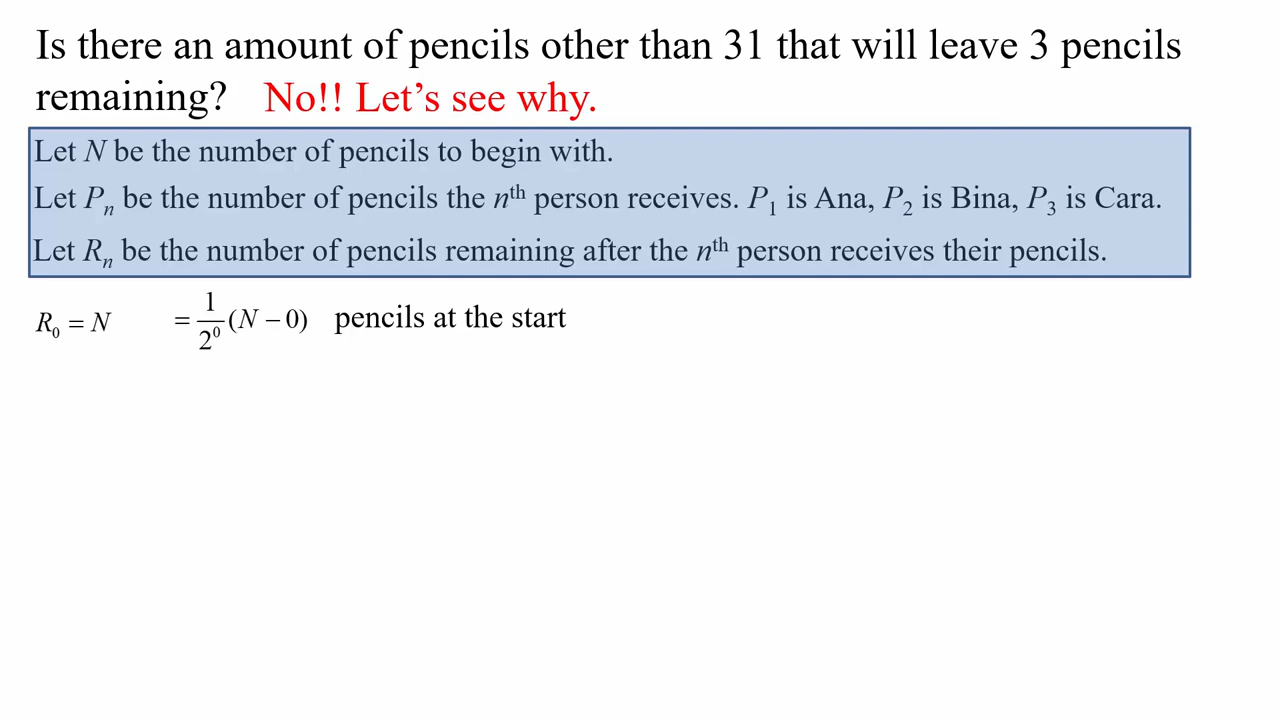 Is there an amount of pencils other than 31 that will leave 3 pencils
remaining? No!! Let’s see why.
Let N be the number of pencils to begin with.
Let Pₙ be the number of pencils the nᵗʰ person receives. P₁ is Ana, P₂ is Bina, P₃ is Cara.
Let Rₙ be the number of pencils remaining after the nᵗʰ person receives their pencils.
R₀ = N = 1/2⁰ (N − 0) pencils at the start